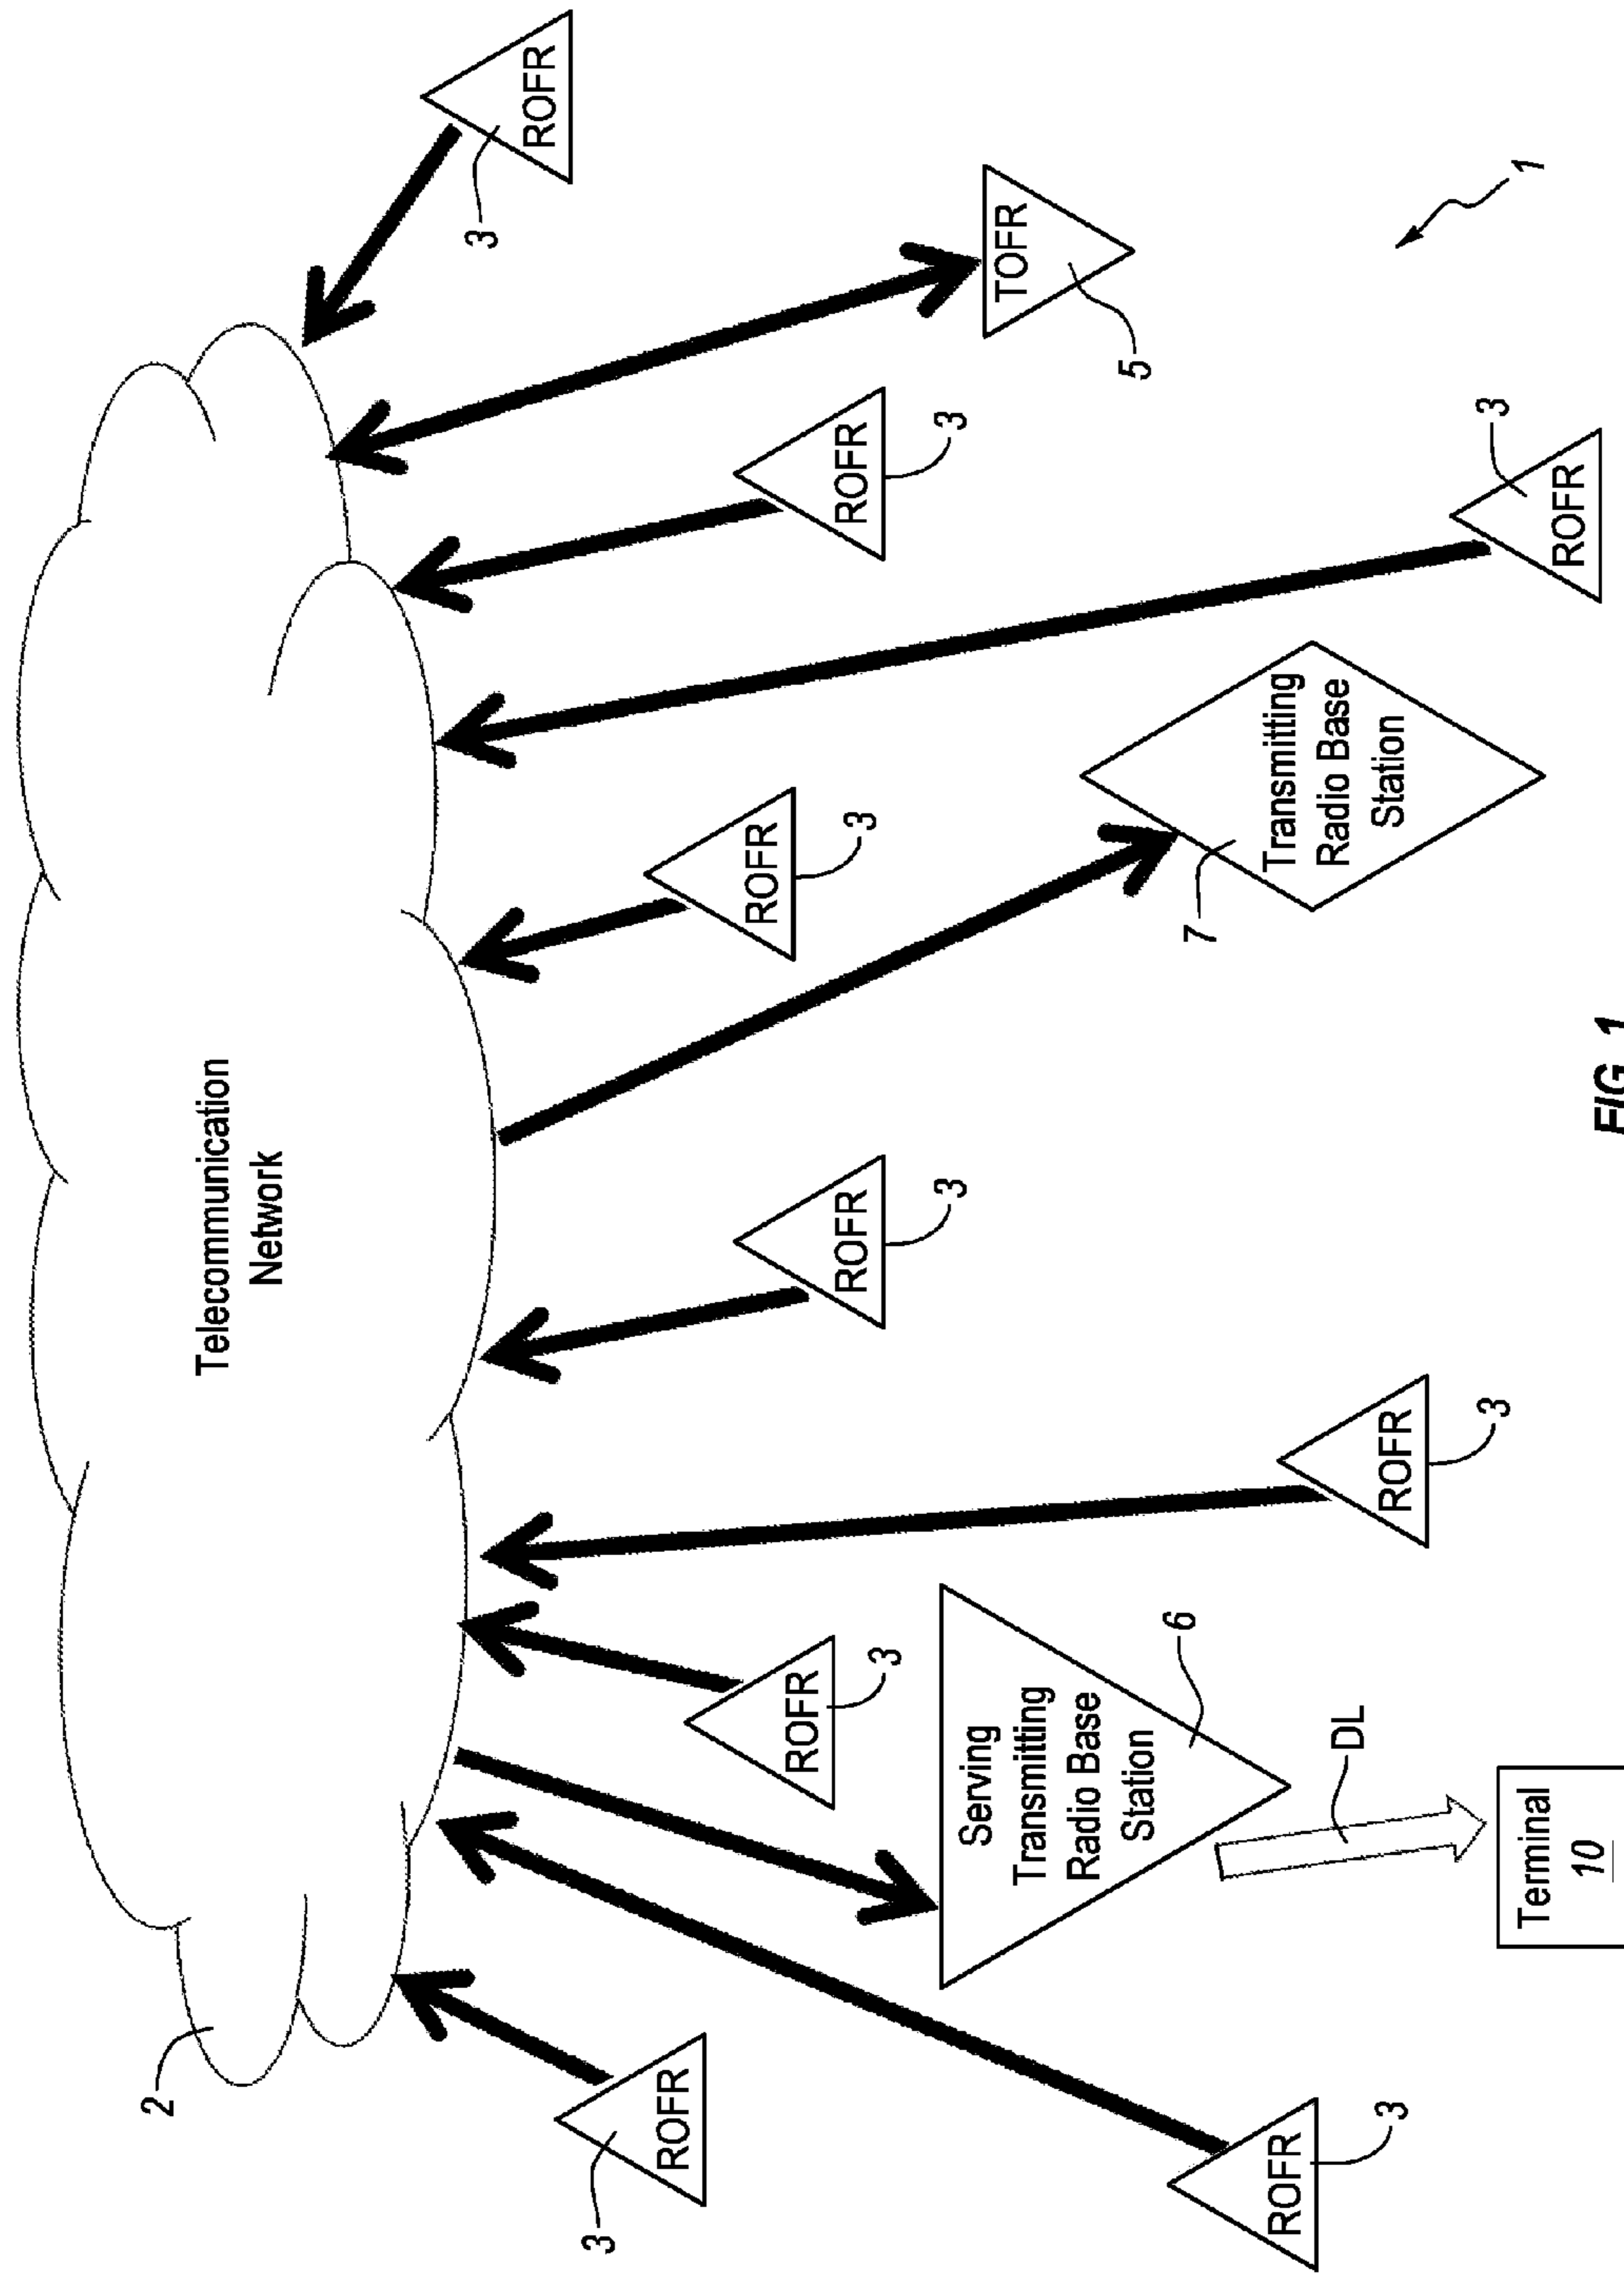 2
Telecommunication
Network
3
ROFR
3
ROFR
ROFR
3
ROFR
3
ROFR
3
ROFR
3
Serving
Transmitting
Radio Base
Station
6
TOFR
5
7
Transmitting
Radio Base
Station
ROFR
3
DL
ROFR
3
3
ROFR
1
Terminal
10
FIG. 1